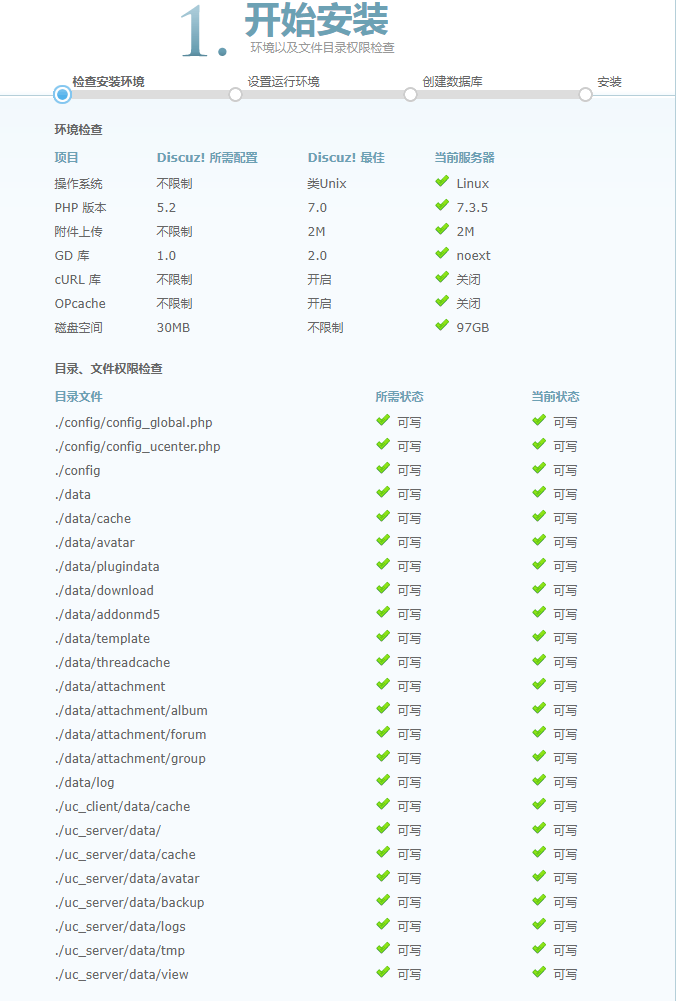 1. 开始安装
环境以及文件目录权限检查
检查安装环境 设置运行环境 创建数据库 安装
环境检查
项目 Discuz! 所需配置 Discuz! 最佳 当前服务器
操作系统 不限制 类Unix Linux
PHP 版本 5.2 7.0 7.3.5
附件上传 不限制 2M 2M
GD 库 1.0 2.0 noext
cURL 库 不限制 开启 关闭
OPcache 不限制 开启 关闭
磁盘空间 30MB 不限制 97GB
目录、文件权限检查
目录文件 所需状态 当前状态
./config/config_global.php 可写 可写
./config/config_ucenter.php 可写 可写
./config 可写 可写
./data 可写 可写
./data/cache 可写 可写
./data/avatar 可写 可写
./data/plugindata 可写 可写
./data/download 可写 可写
./data/addonmd5 可写 可写
./data/template 可写 可写
./data/threadcache 可写 可写
./data/attachment 可写 可写
./data/attachment/album 可写 可写
./data/attachment/forum 可写 可写
./data/attachment/group 可写 可写
./data/log 可写 可写
./uc_client/data/cache 可写 可写
./uc_server/data/ 可写 可写
./uc_server/data/cache 可写 可写
./uc_server/data/avatar 可写 可写
./uc_server/data/backup 可写 可写
./uc_server/data/logs 可写 可写
./uc_server/data/tmp 可写 可写
./uc_server/data/view 可写 可写